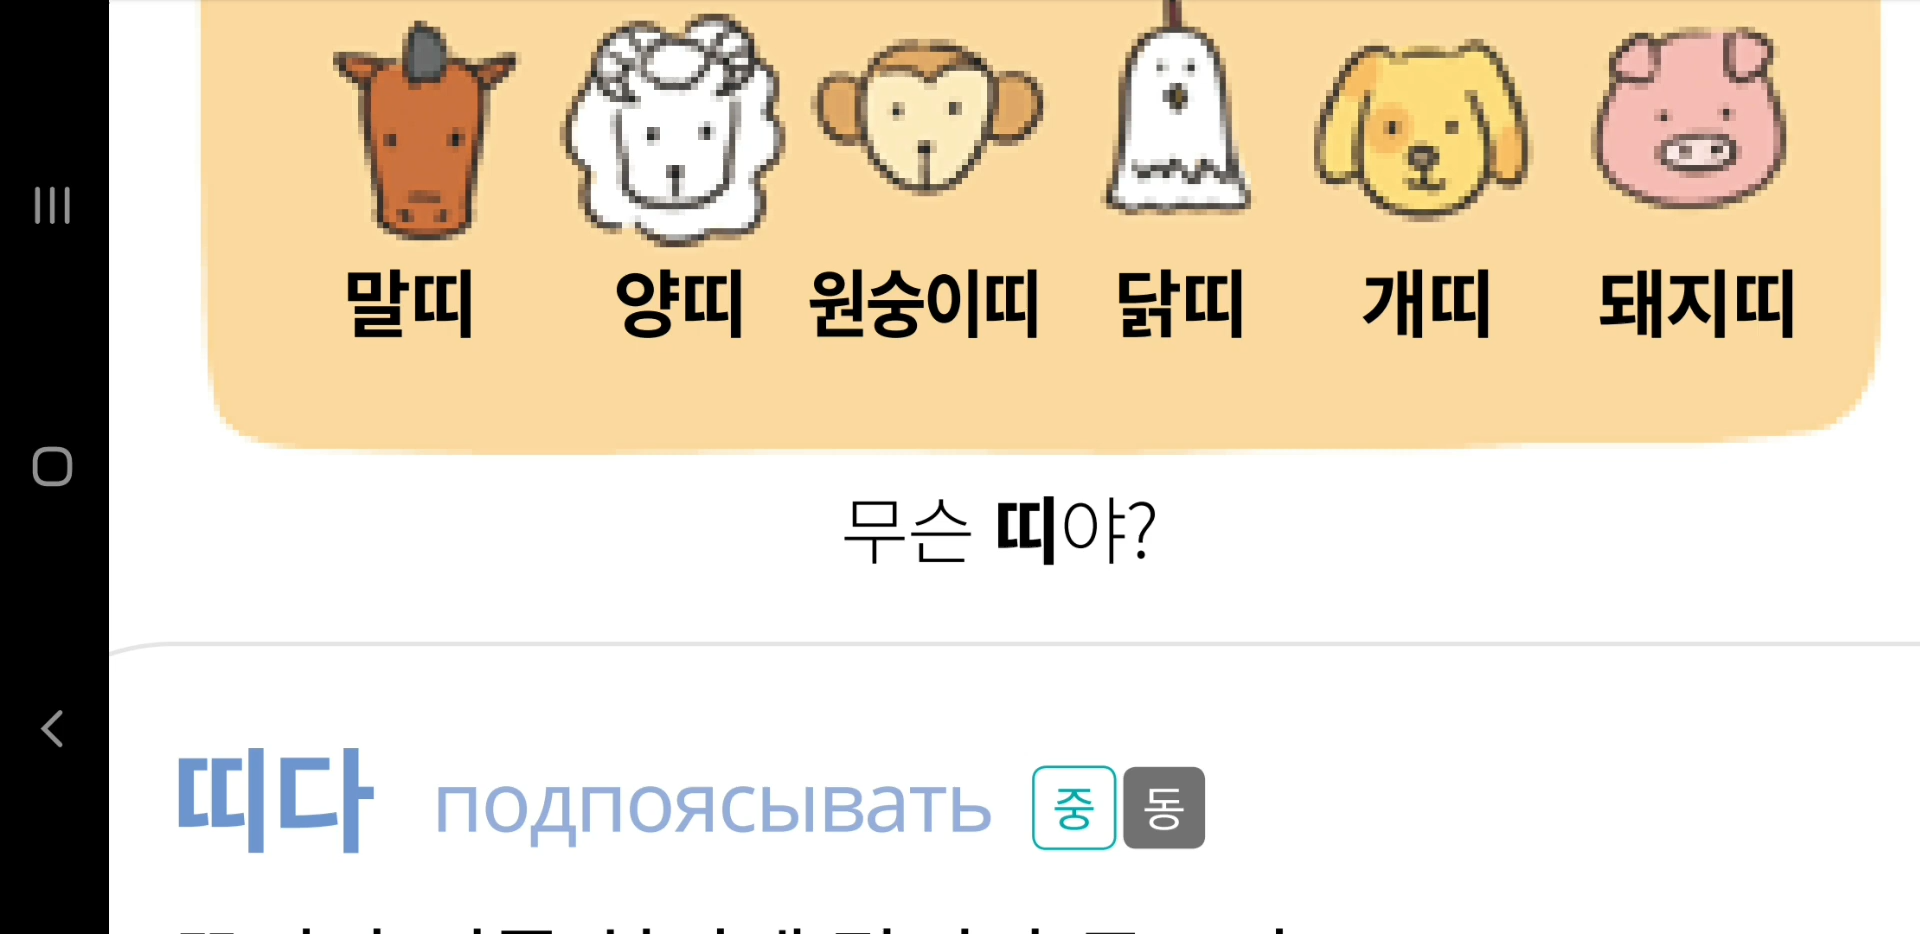 말띠 양띠 원숭이띠 닭띠 개띠 돼지띠
무슨 띠야?
띠다 подпоясывать 중 동